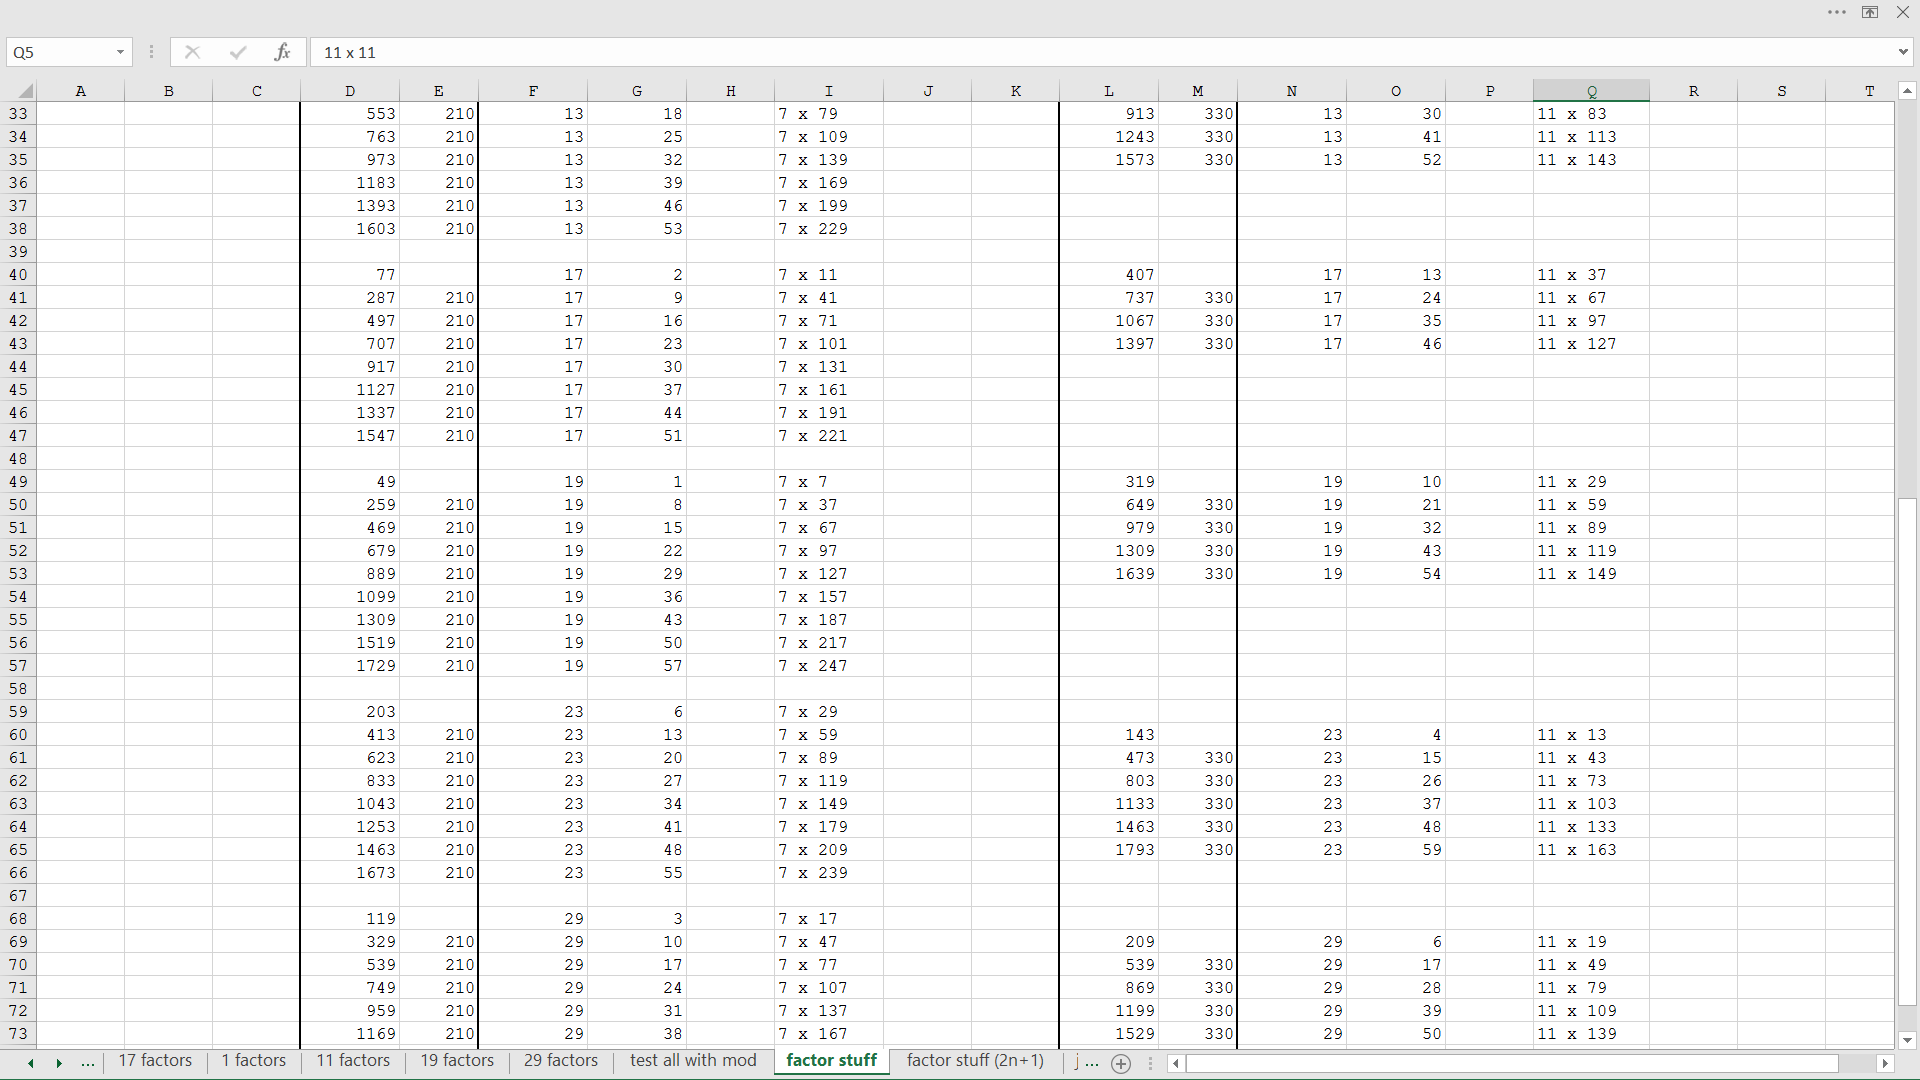 Q5 fx 11 x 11
A B C D E F G H I J K L M N O P Q R S T
33 553 210 13 18 7 x 79 913 330 13 30 11 x 83
34 763 210 13 25 7 x 109 1243 330 13 41 11 x 113
35 973 210 13 32 7 x 139 1573 330 13 52 11 x 143
36 1183 210 13 39 7 x 169
37 1393 210 13 46 7 x 199
38 1603 210 13 53 7 x 229
39
40 77 17 2 7 x 11 407 17 13 11 x 37
41 287 210 17 9 7 x 41 737 330 17 24 11 x 67
42 497 210 17 16 7 x 71 1067 330 17 35 11 x 97
43 707 210 17 23 7 x 101 1397 330 17 46 11 x 127
44 917 210 17 30 7 x 131
45 1127 210 17 37 7 x 161
46 1337 210 17 44 7 x 191
47 1547 210 17 51 7 x 221
48
49 49 19 1 7 x 7 319 19 10 11 x 29
50 259 210 19 8 7 x 37 649 330 19 21 11 x 59
51 469 210 19 15 7 x 67 979 330 19 32 11 x 89
52 679 210 19 22 7 x 97 1309 330 19 43 11 x 119
53 889 210 19 29 7 x 127 1639 330 19 54 11 x 149
54 1099 210 19 36 7 x 157
55 1309 210 19 43 7 x 187
56 1519 210 19 50 7 x 217
57 1729 210 19 57 7 x 247
58
59 203 23 6 7 x 29
60 413 210 23 13 7 x 59 143 23 4 11 x 13
61 623 210 23 20 7 x 89 473 330 23 15 11 x 43
62 833 210 23 27 7 x 119 803 330 23 26 11 x 73
63 1043 210 23 34 7 x 149 1133 330 23 37 11 x 103
64 1253 210 23 41 7 x 179 1463 330 23 48 11 x 133
65 1463 210 23 48 7 x 209 1793 330 23 59 11 x 163
66 1673 210 23 55 7 x 239
67
68 119 29 3 7 x 17
69 329 210 29 10 7 x 47 209 29 6 11 x 19
70 539 210 29 17 7 x 77 539 330 29 17 11 x 49
71 749 210 29 24 7 x 107 869 330 29 28 11 x 79
72 959 210 29 31 7 x 137 1199 330 29 39 11 x 109
73 1169 210 29 38 7 x 167 1529 330 29 50 11 x 139
... 17 factors 1 factors 11 factors 19 factors 29 factors test all with mod factor stuff factor stuff (2n+1) j ...